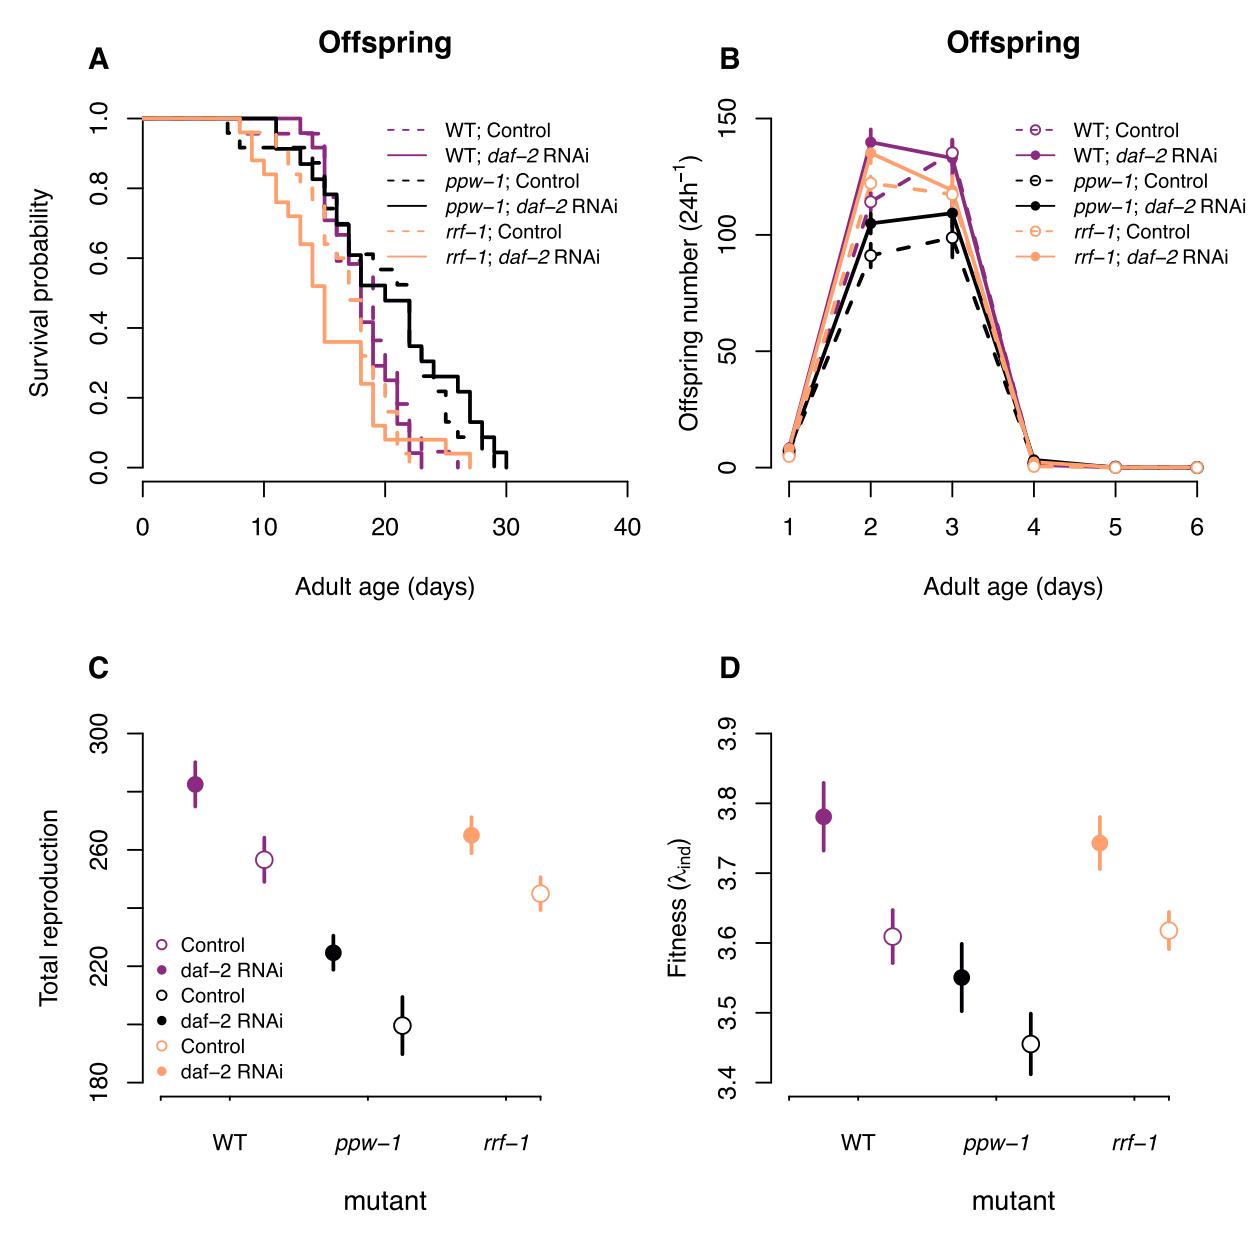 A
Offspring
Survival probability
1.0
0.8
0.6
0.4
0.2
0.0
WT; Control
WT; daf−2 RNAi
ppw−1; Control
ppw−1; daf−2 RNAi
rrf−1; Control
rrf−1; daf−2 RNAi
0 10 20 30 40
Adult age (days)
B
Offspring
Offspring number (24h⁻¹)
150
100
50
0
WT; Control
WT; daf−2 RNAi
ppw−1; Control
ppw−1; daf−2 RNAi
rrf−1; Control
rrf−1; daf−2 RNAi
1 2 3 4 5 6
Adult age (days)
C
Total reproduction
300
260
220
180
Control
daf−2 RNAi
Control
daf−2 RNAi
Control
daf−2 RNAi
WT ppw−1 rrf−1
mutant
D
Fitness (λind)
3.9
3.8
3.7
3.6
3.5
3.4
WT ppw−1 rrf−1
mutant